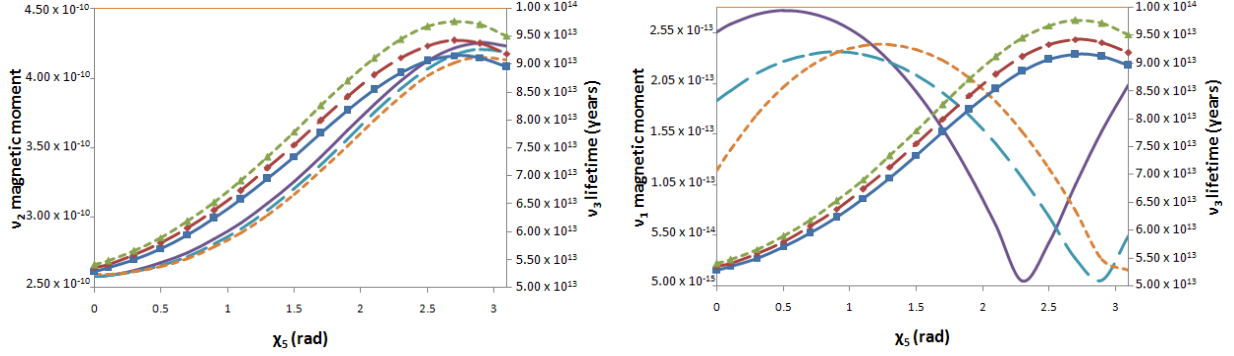 4.50 x 10⁻¹⁰
4.00 x 10⁻¹⁰
3.50 x 10⁻¹⁰
3.00 x 10⁻¹⁰
2.50 x 10⁻¹⁰
ν₂ magnetic moment
0 0.5 1 1.5 2 2.5 3
χ₅ (rad)
1.00 x 10¹⁴
9.50 x 10¹³
9.00 x 10¹³
8.50 x 10¹³
8.00 x 10¹³
7.50 x 10¹³
7.00 x 10¹³
6.50 x 10¹³
6.00 x 10¹³
5.50 x 10¹³
5.00 x 10¹³
ν₃ lifetime (years)
2.55 x 10⁻¹³
2.05 x 10⁻¹³
1.55 x 10⁻¹³
1.05 x 10⁻¹³
5.50 x 10⁻¹⁴
5.00 x 10⁻¹⁵
ν₁ magnetic moment
0 0.5 1 1.5 2 2.5 3
χ₅ (rad)
1.00 x 10¹⁴
9.50 x 10¹³
9.00 x 10¹³
8.50 x 10¹³
8.00 x 10¹³
7.50 x 10¹³
7.00 x 10¹³
6.50 x 10¹³
6.00 x 10¹³
5.50 x 10¹³
5.00 x 10¹³
ν₃ lifetime (years)